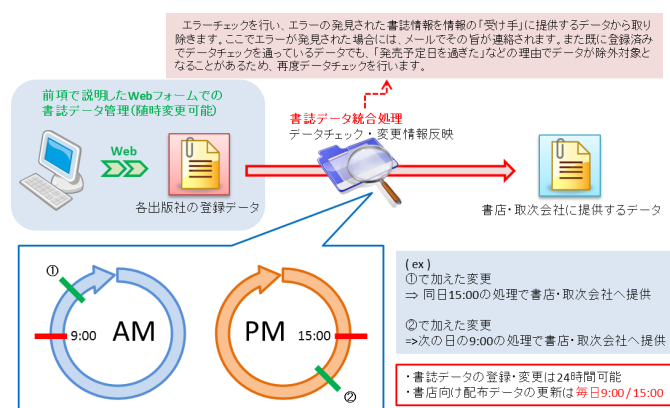 エラーチェックを行い、エラーの発見された書誌情報を情報の「受け手」に提供するデータから取り
除きます。ここでエラーが発見された場合には、メールでその旨が連絡されます。また既に登録済み
でデータチェックを通っているデータでも、「発売予定日を過ぎた」などの理由でデータが除外対象と
なることがあるため、再度データチェックを行います。
前項で説明したWebフォームでの
書誌データ管理(随時変更可能)
Web
各出版社の登録データ
書誌データ統合処理
データチェック・変更情報反映
書店・取次会社に提供するデータ
①
9:00
AM
PM
15:00
②
(ex)
①で加えた変更
⇒ 同日15:00の処理で書店・取次会社へ提供
②で加えた変更
=>次の日の9:00の処理で書店・取次会社へ提供
・書誌データの登録・変更は24時間可能
・書店向け配布データの更新は毎日9:00/15:00